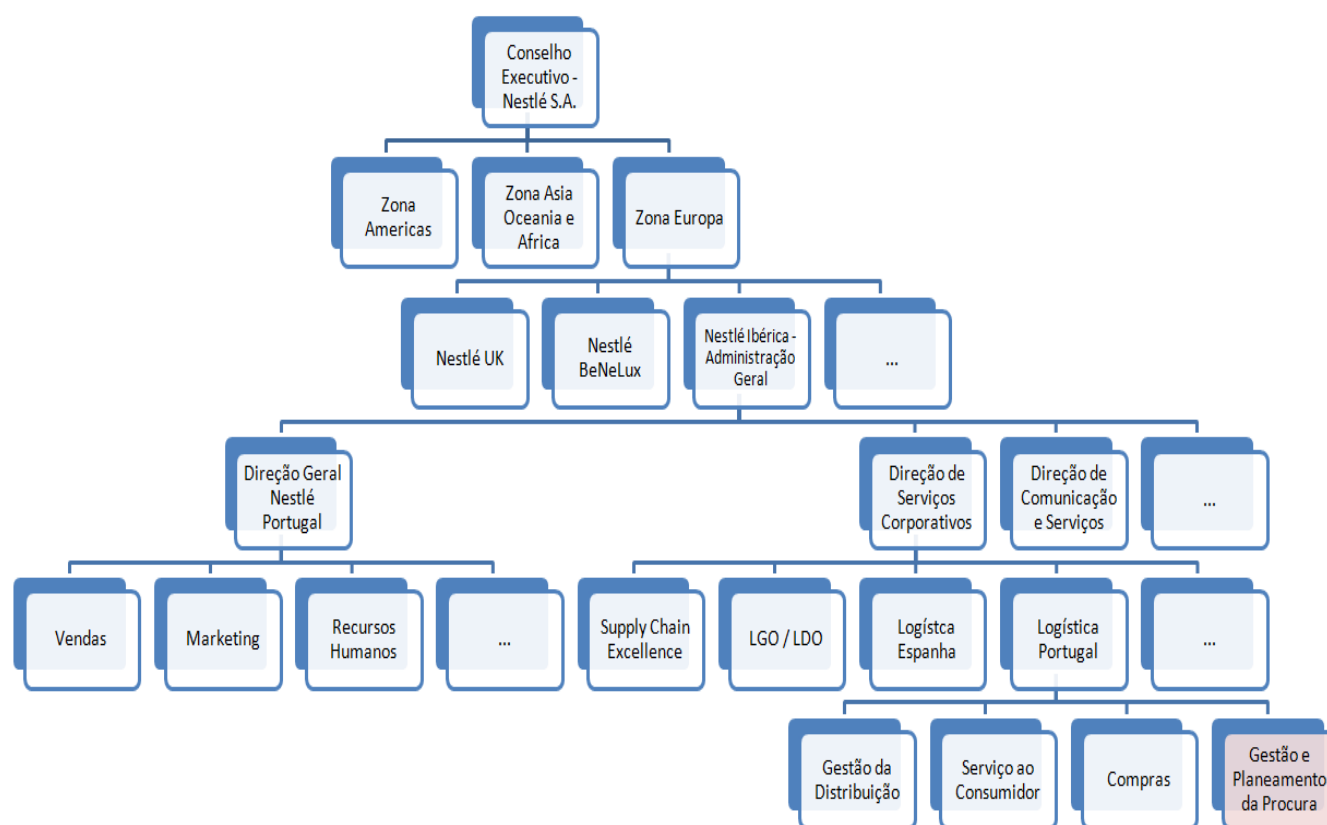 Conselho
Executivo -
Nestlé S.A.
Zona
Americas
Zona Asia
Oceania e
Africa
Zona Europa
Nestlé UK
Nestlé
BeNeLux
Nestlé Ibérica -
Administração
Geral
...
Direção Geral
Nestlé
Portugal
Direção de
Serviços
Corporativos
Direção de
Comunicação
e Serviços
...
Vendas
Marketing
Recursos
Humanos
...
Supply Chain
Excellence
LGO / LDO
Logístca
Espanha
Logística
Portugal
...
Gestão da
Distribuição
Serviço ao
Consumidor
Compras
Gestão e
Planeamento
da Procura